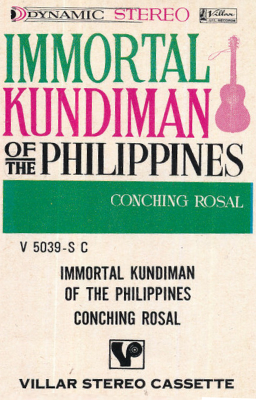 DYNAMIC STEREO
Villar
IMMORTAL
KUNDIMAN
OF THE PHILIPPINES
CONCHING ROSAL
V 5039-S C
IMMORTAL KUNDIMAN
OF THE PHILIPPINES
CONCHING ROSAL
VILLAR STEREO CASSETTE